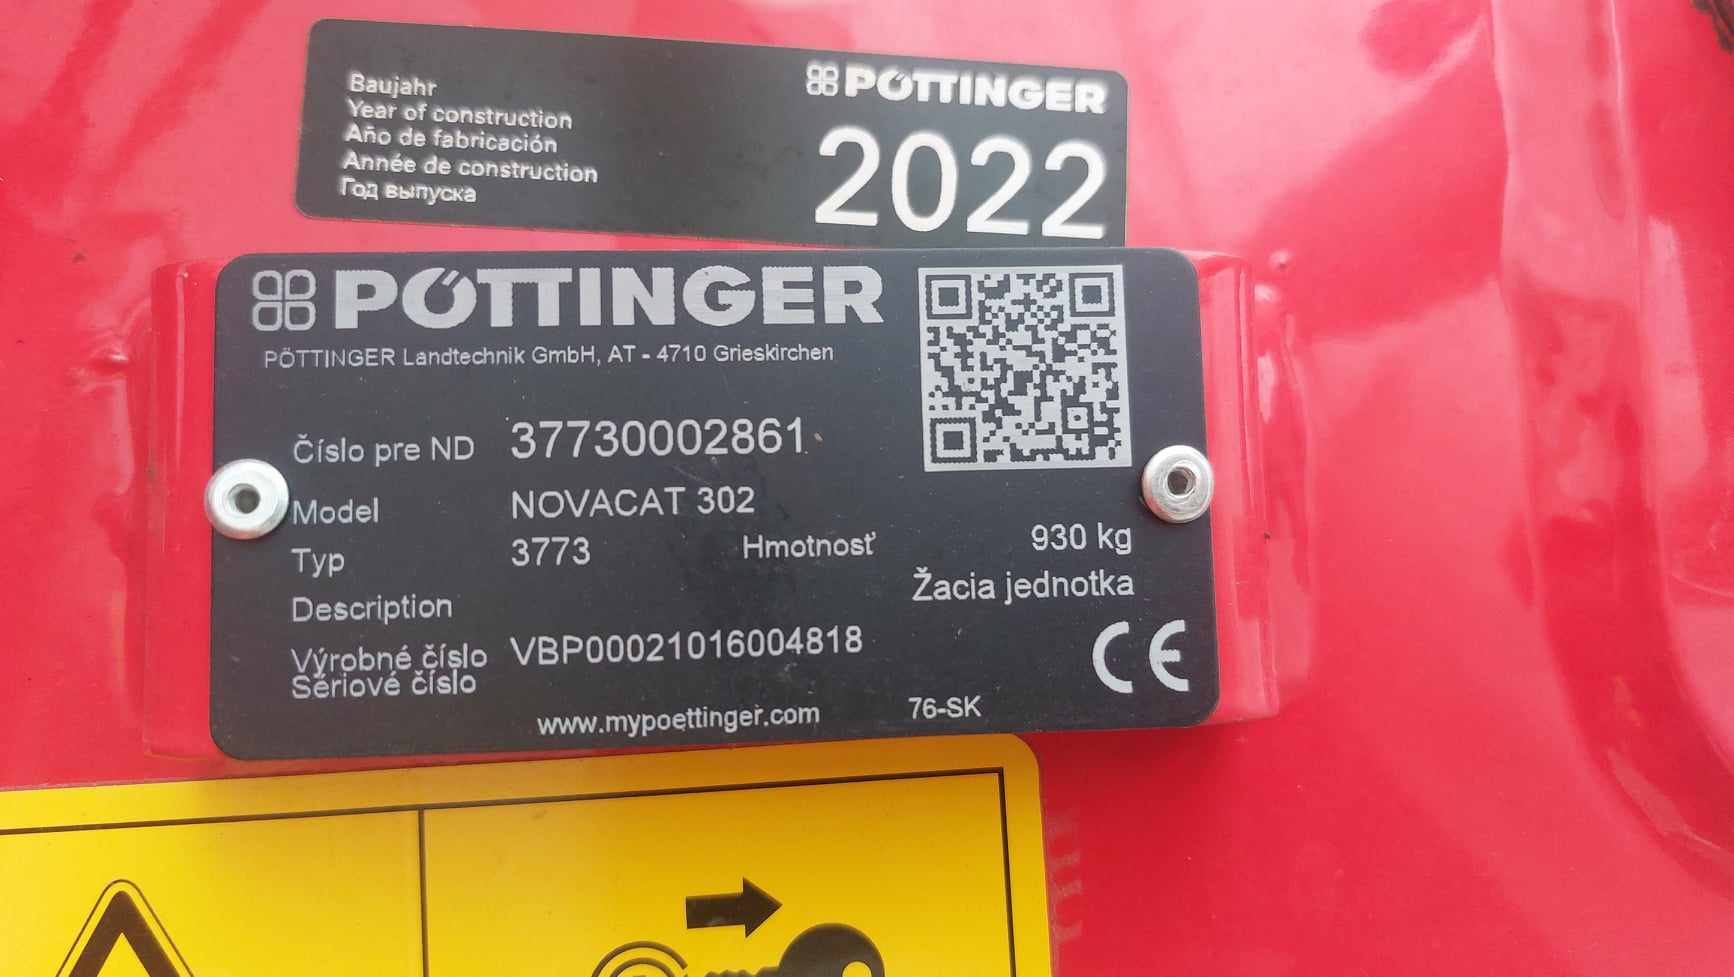 Baujahr
Year of construction
Año de fabricación
Année de construction
Год выпуска
PÖTTINGER
2022
PÖTTINGER
PÖTTINGER Landtechnik GmbH, AT - 4710 Grieskirchen
Číslo pre ND 37730002861
Model NOVACAT 302
Typ 3773 Hmotnosť 930 kg
Description Žacia jednotka
Výrobné číslo VBP00021016004818
Sériové číslo
CE
www.mypoettinger.com 76-SK